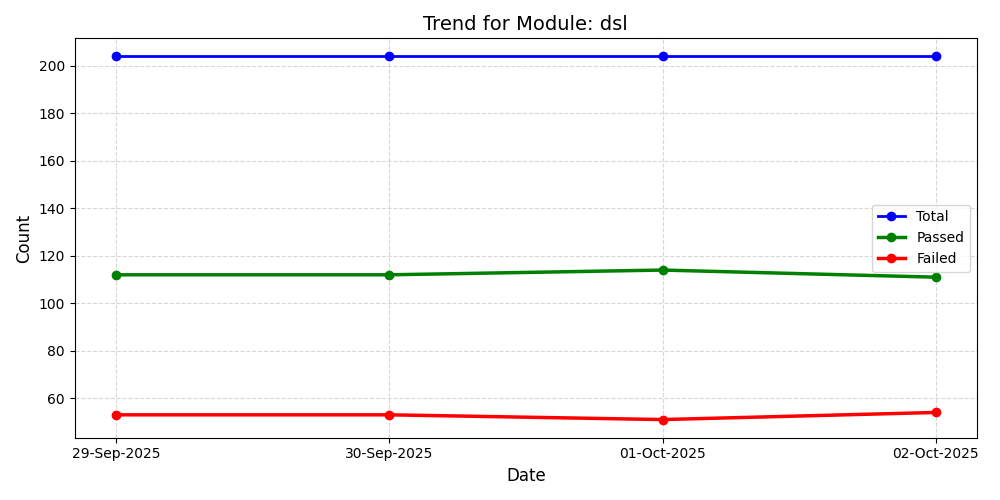 Trend for Module: dsl
200
180
160
140
120
100
80
60
Count
Total
Passed
Failed
29-Sep-2025 30-Sep-2025 01-Oct-2025 02-Oct-2025
Date